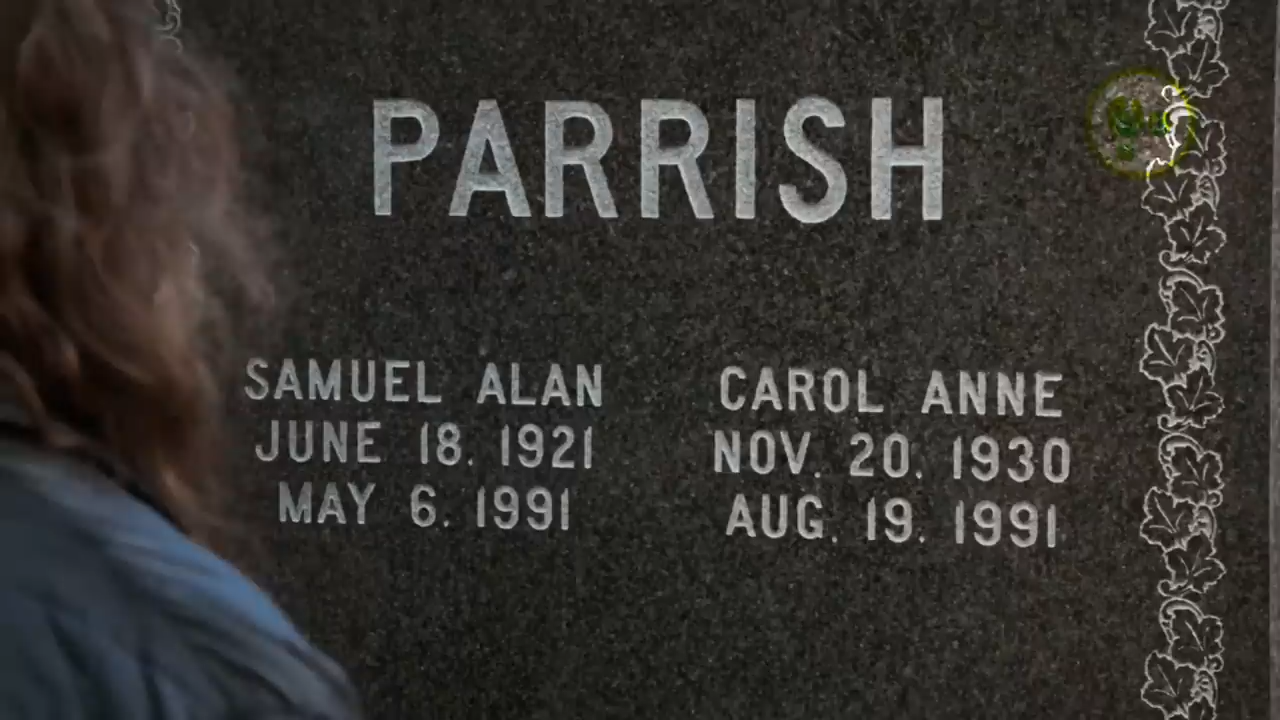 PARRISH
SAMUEL ALAN
JUNE 18. 1921
MAY 6. 1991
CAROL ANNE
NOV. 20. 1930
AUG. 19. 1991